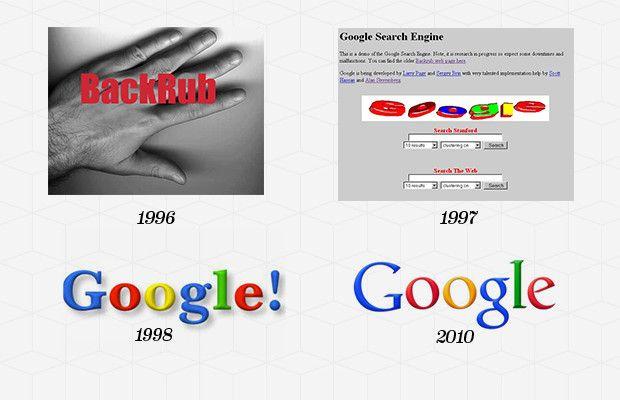 BackRub
1996
Google Search Engine
This is a demo of the Google Search Engine. Note, it is research in progress so expect some downtimes and
malfunctions. You can find the older Backrub web page here.
Google is being developed by Larry Page and Sergey Brin with very talented implementation help by Scott
Hassan and Alan Steremberg.
Google
Search Stanford
10 results clustering on Search
Search The Web
10 results clustering on Search
1997
Google!
1998
Google
2010